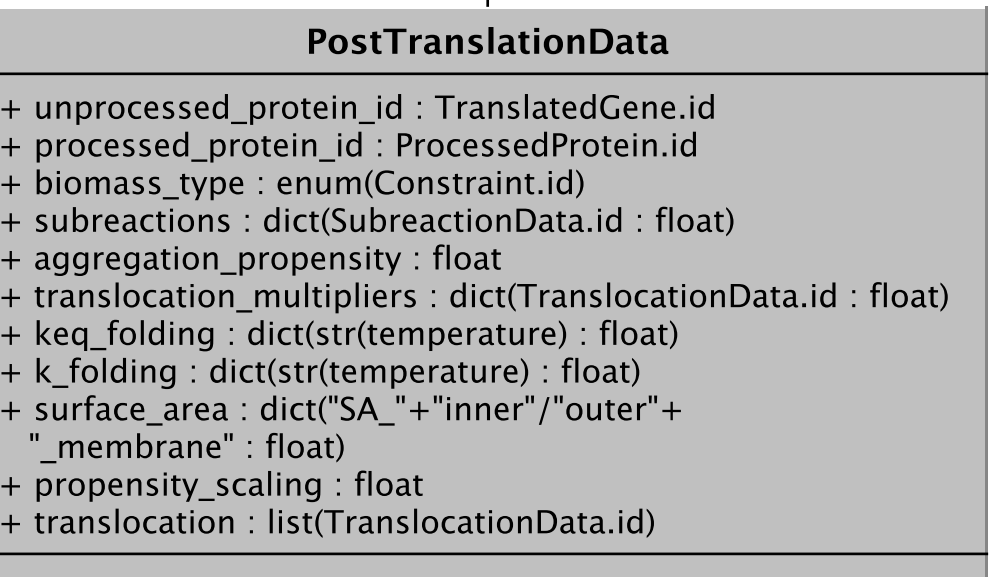 PostTranslationData
+ unprocessed_protein_id : TranslatedGene.id
+ processed_protein_id : ProcessedProtein.id
+ biomass_type : enum(Constraint.id)
+ subreactions : dict(SubreactionData.id : float)
+ aggregation_propensity : float
+ translocation_multipliers : dict(TranslocationData.id : float)
+ keq_folding : dict(str(temperature) : float)
+ k_folding : dict(str(temperature) : float)
+ surface_area : dict("SA_"+"inner"/"outer"+
"_membrane" : float)
+ propensity_scaling : float
+ translocation : list(TranslocationData.id)